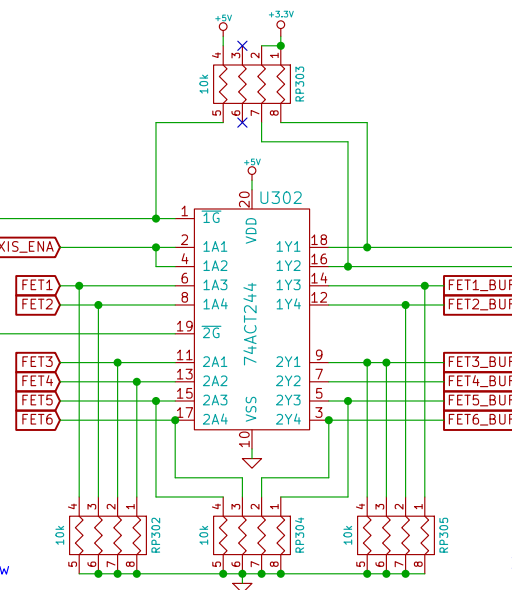 +5V
+3.3V
4 3 2 1
10k
RP303
5 6 7 8
+5V
U302
20
VDD
1 1G
1Y1 18
XIS_ENA 2 1A1
4 1A2
1Y2 16
FET1 6 1A3
1Y3 14 FET1_BUF
FET2 8 1A4
1Y4 12 FET2_BUF
74ACT244
19 2G
FET3 11 2A1
2Y1 9 FET3_BUF
FET4 13 2A2
2Y2 7 FET4_BUF
FET5 15 2A3
2Y3 5 FET5_BUF
FET6 17 2A4
2Y4 3 FET6_BUF
VSS
10
4 3 2 1
10k
RP302
5 6 7 8
4 3 2 1
10k
RP304
5 6 7 8
4 3 2 1
10k
RP305
5 6 7 8
w